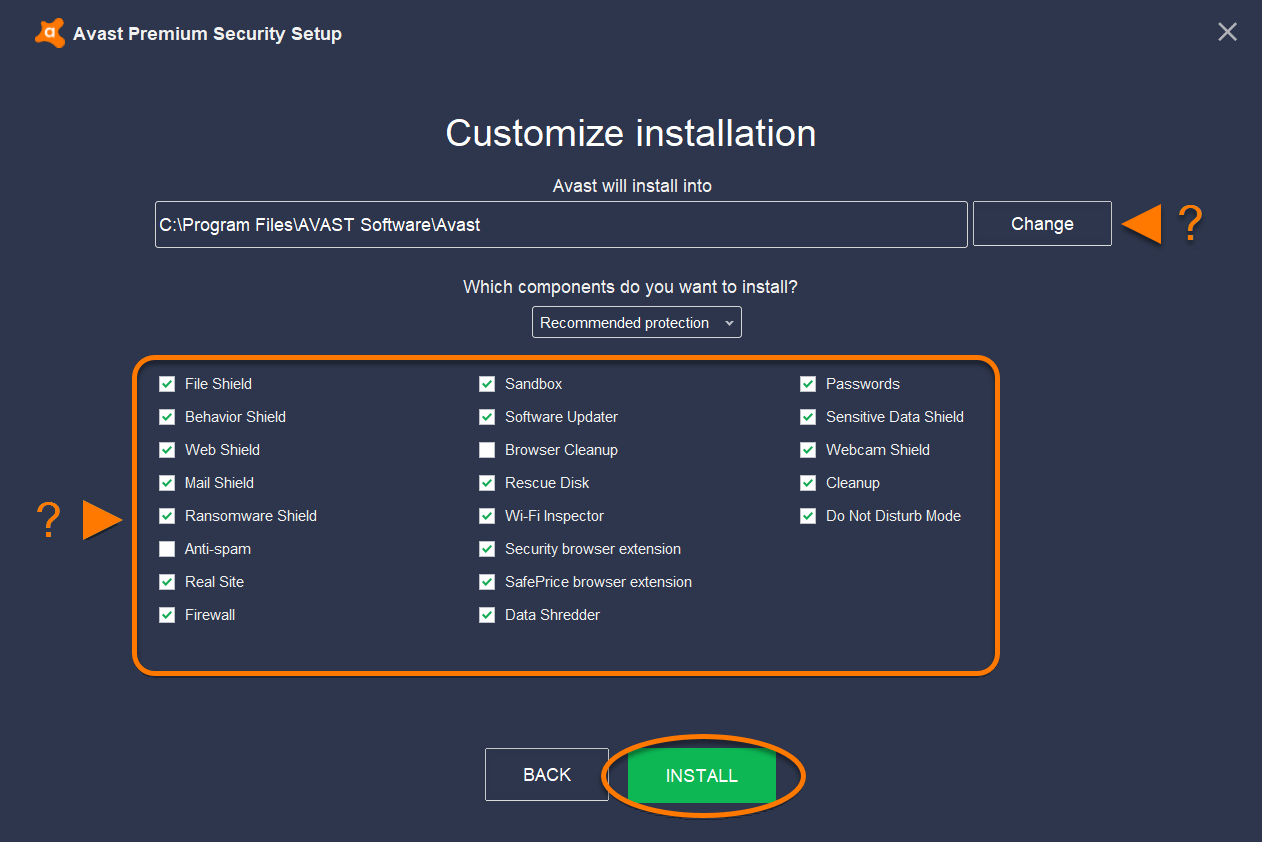 Avast Premium Security Setup
Customize installation
Avast will install into
C:\Program Files\AVAST Software\Avast
Change
?
Which components do you want to install?
Recommended protection
File Shield
Behavior Shield
Web Shield
Mail Shield
?
Ransomware Shield
Anti-spam
Real Site
Firewall
Sandbox
Software Updater
Browser Cleanup
Rescue Disk
Wi-Fi Inspector
Security browser extension
SafePrice browser extension
Data Shredder
Passwords
Sensitive Data Shield
Webcam Shield
Cleanup
Do Not Disturb Mode
BACK
INSTALL